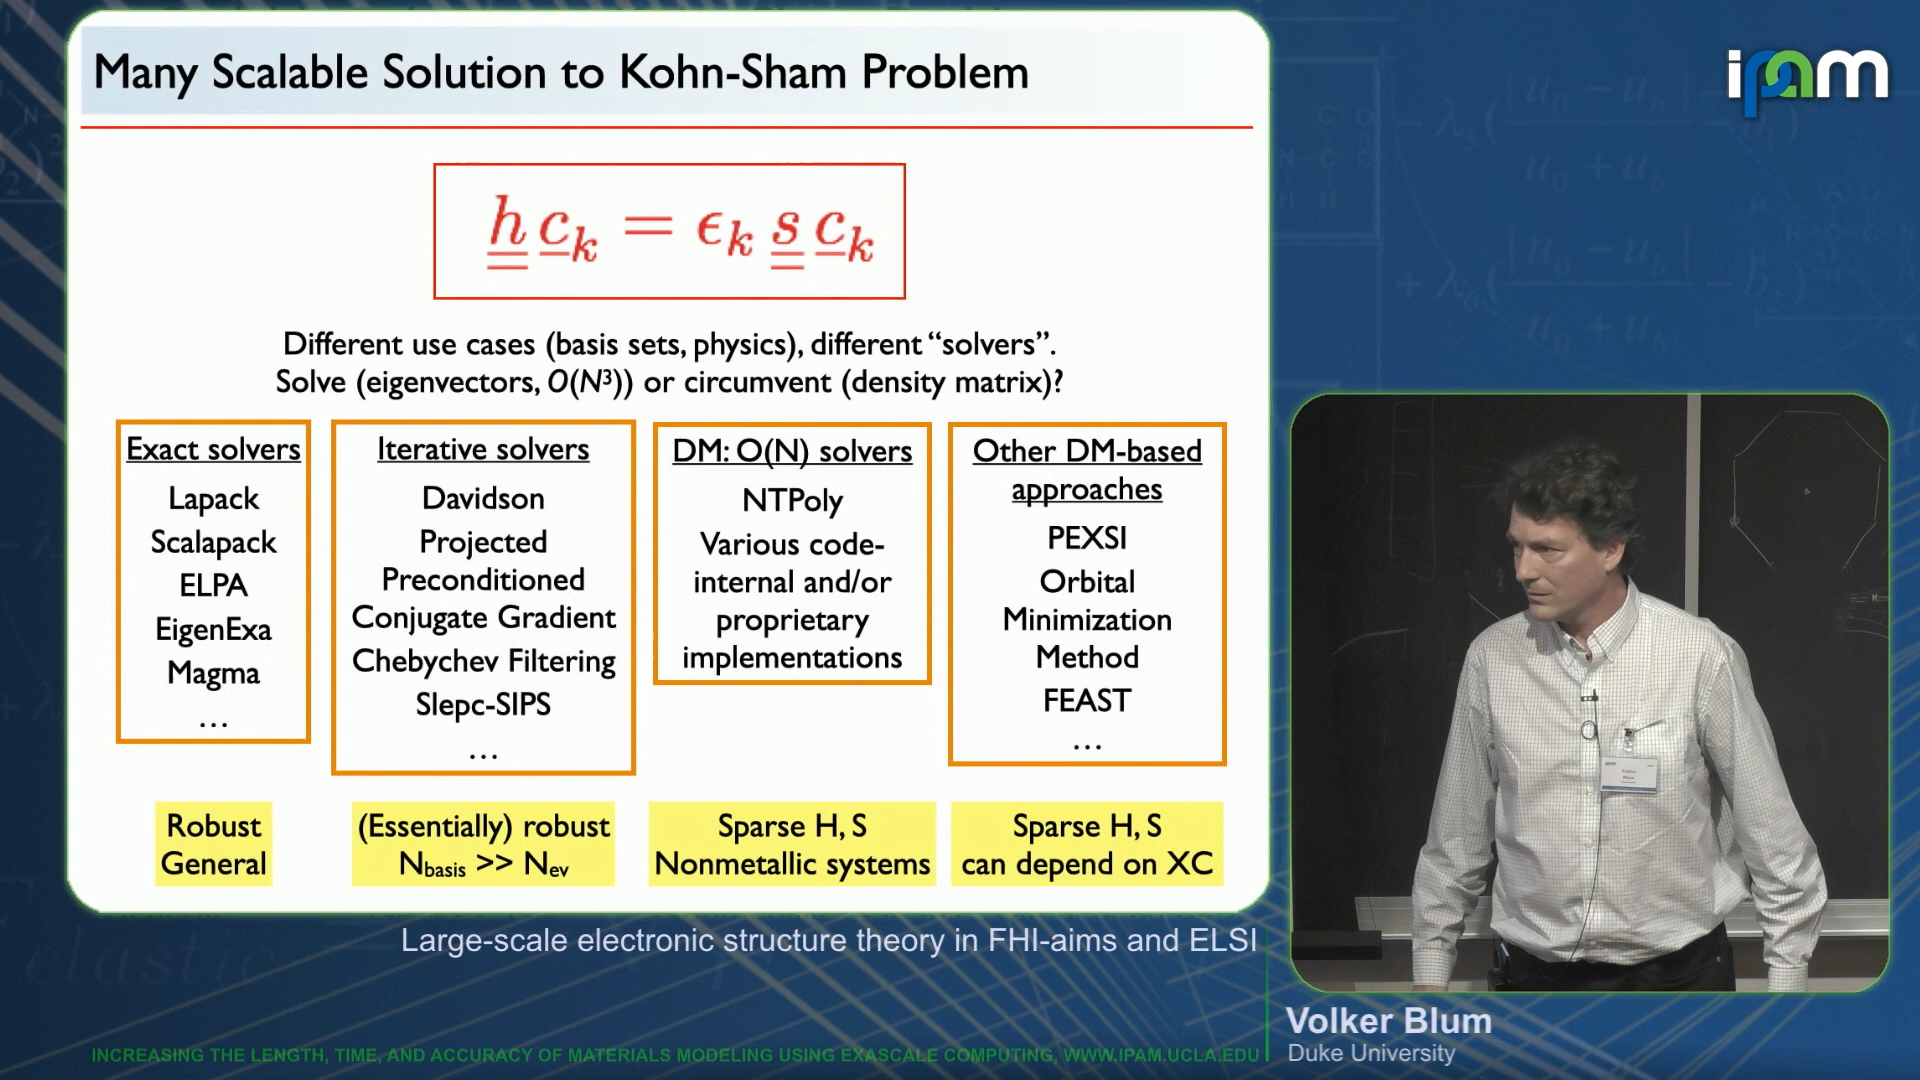 Many Scalable Solution to Kohn-Sham Problem
ipam
h c_k = ϵ_k s c_k
Different use cases (basis sets, physics), different “solvers”.
Solve (eigenvectors, O(N³)) or circumvent (density matrix)?
Exact solvers
Lapack
Scalapack
ELPA
EigenExa
Magma
…
Iterative solvers
Davidson
Projected
Preconditioned
Conjugate Gradient
Chebychev Filtering
Slepc-SIPS
…
DM: O(N) solvers
NTPoly
Various code-
internal and/or
proprietary
implementations
Other DM-based
approaches
PEXSI
Orbital
Minimization
Method
FEAST
…
Robust
General
(Essentially) robust
Nbasis >> Nev
Sparse H, S
Nonmetallic systems
Sparse H, S
can depend on XC
Large-scale electronic structure theory in FHI-aims and ELSI
Volker Blum
Duke University
INCREASING THE LENGTH, TIME, AND ACCURACY OF MATERIALS MODELING USING EXASCALE COMPUTING, WWW.IPAM.UCLA.EDU